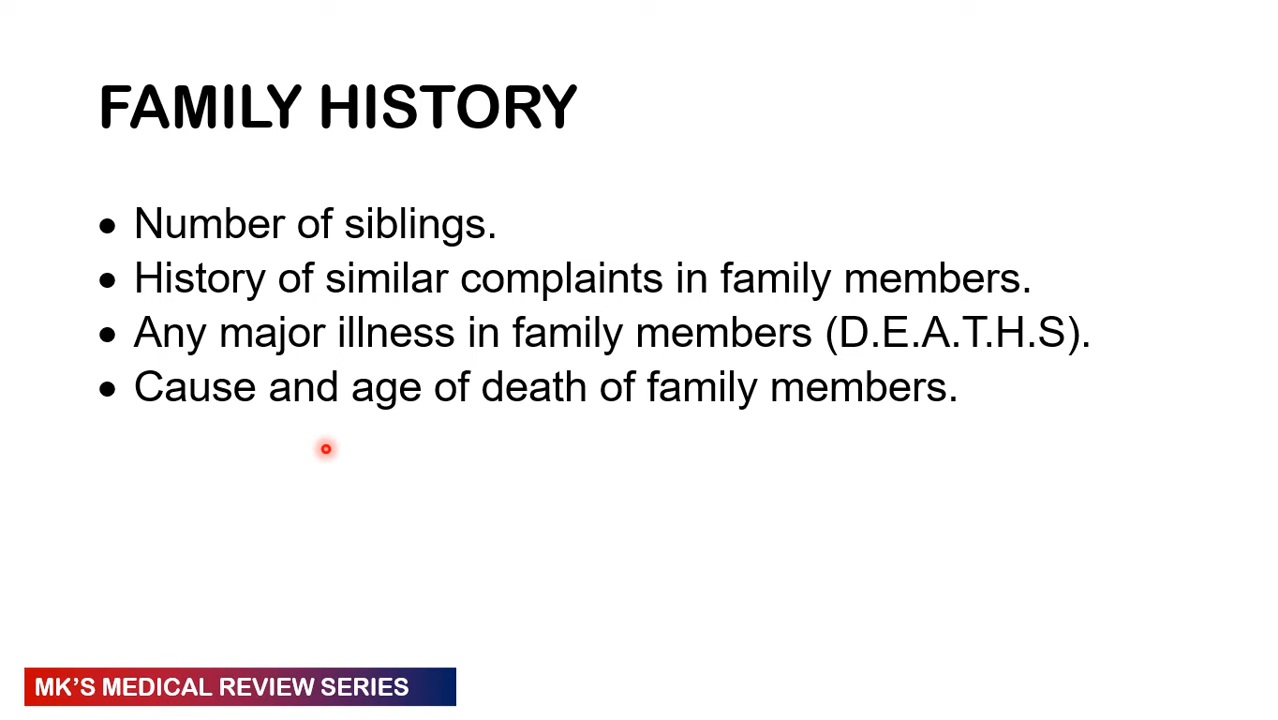 FAMILY HISTORY
• Number of siblings.
• History of similar complaints in family members.
• Any major illness in family members (D.E.A.T.H.S).
• Cause and age of death of family members.
MK’S MEDICAL REVIEW SERIES